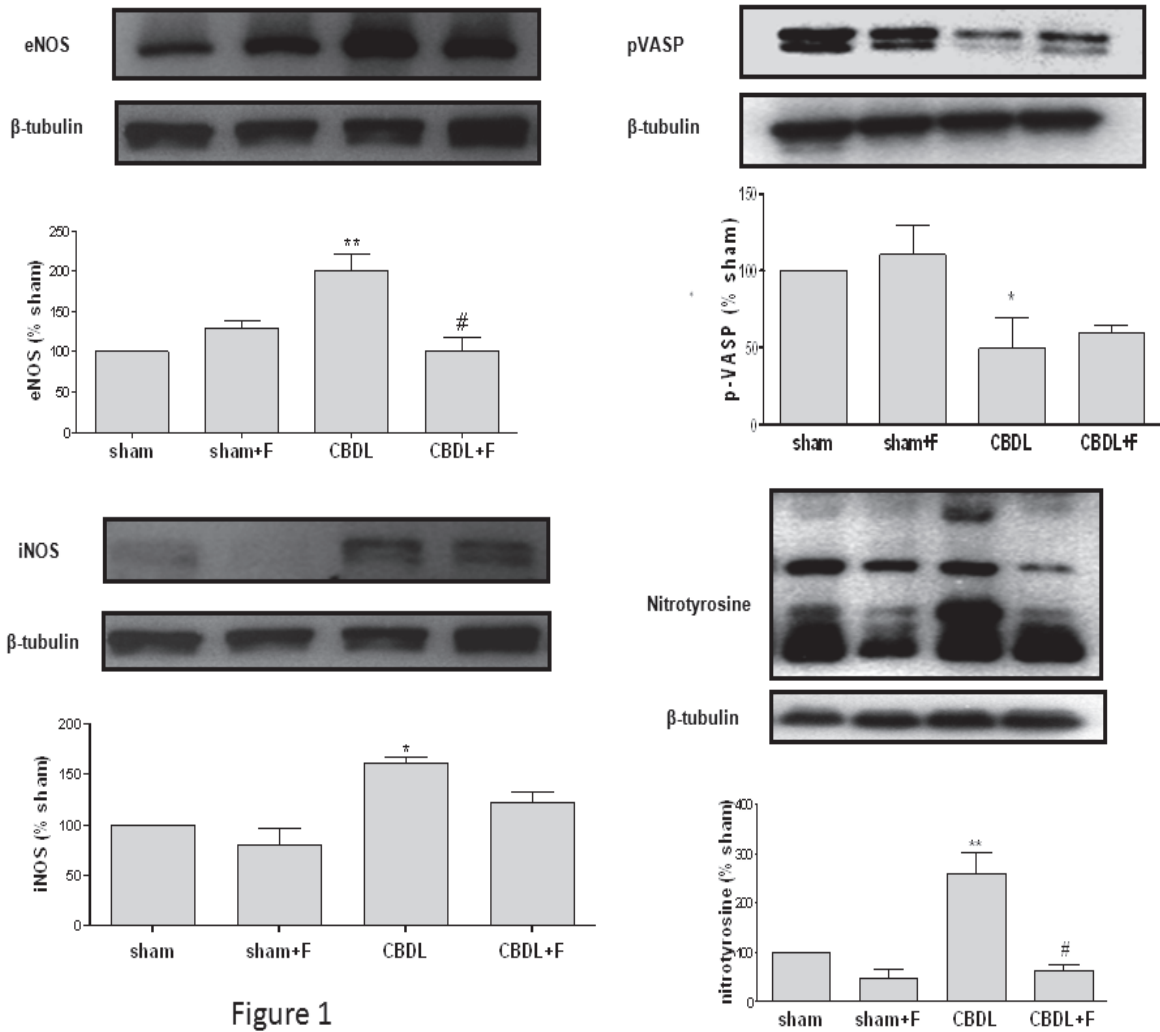 eNOS
β-tubulin
eNOS (% sham)
250
200
150
100
50
0
**
#
sham sham+F CBDL CBDL+F
iNOS
β-tubulin
iNOS (% sham)
200
150
100
50
0
*
sham sham+F CBDL CBDL+F
Figure 1
pVASP
β-tubulin
p-VASP (% sham)
150
100
50
0
*
sham sham+F CBDL CBDL+F
Nitrotyrosine
β-tubulin
nitrotyrosine (% sham)
400
300
200
100
0
**
#
sham sham+F CBDL CBDL+F